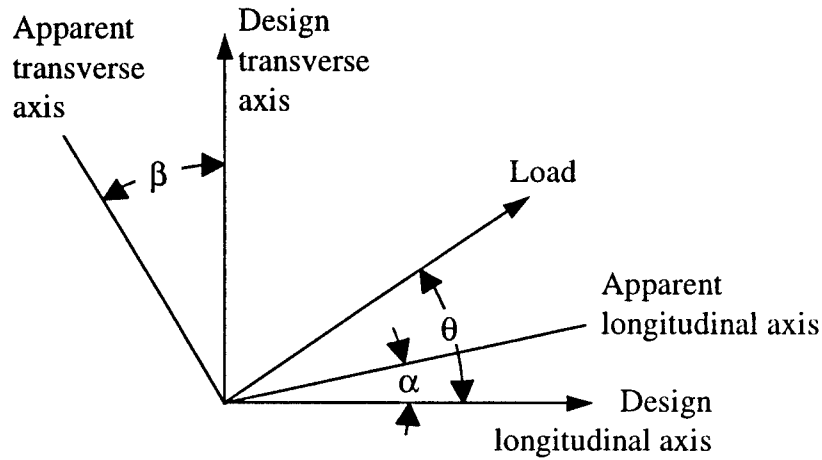 Apparent
transverse
axis
Design
transverse
axis
β
Load
Apparent
longitudinal axis
θ
α
Design
longitudinal axis